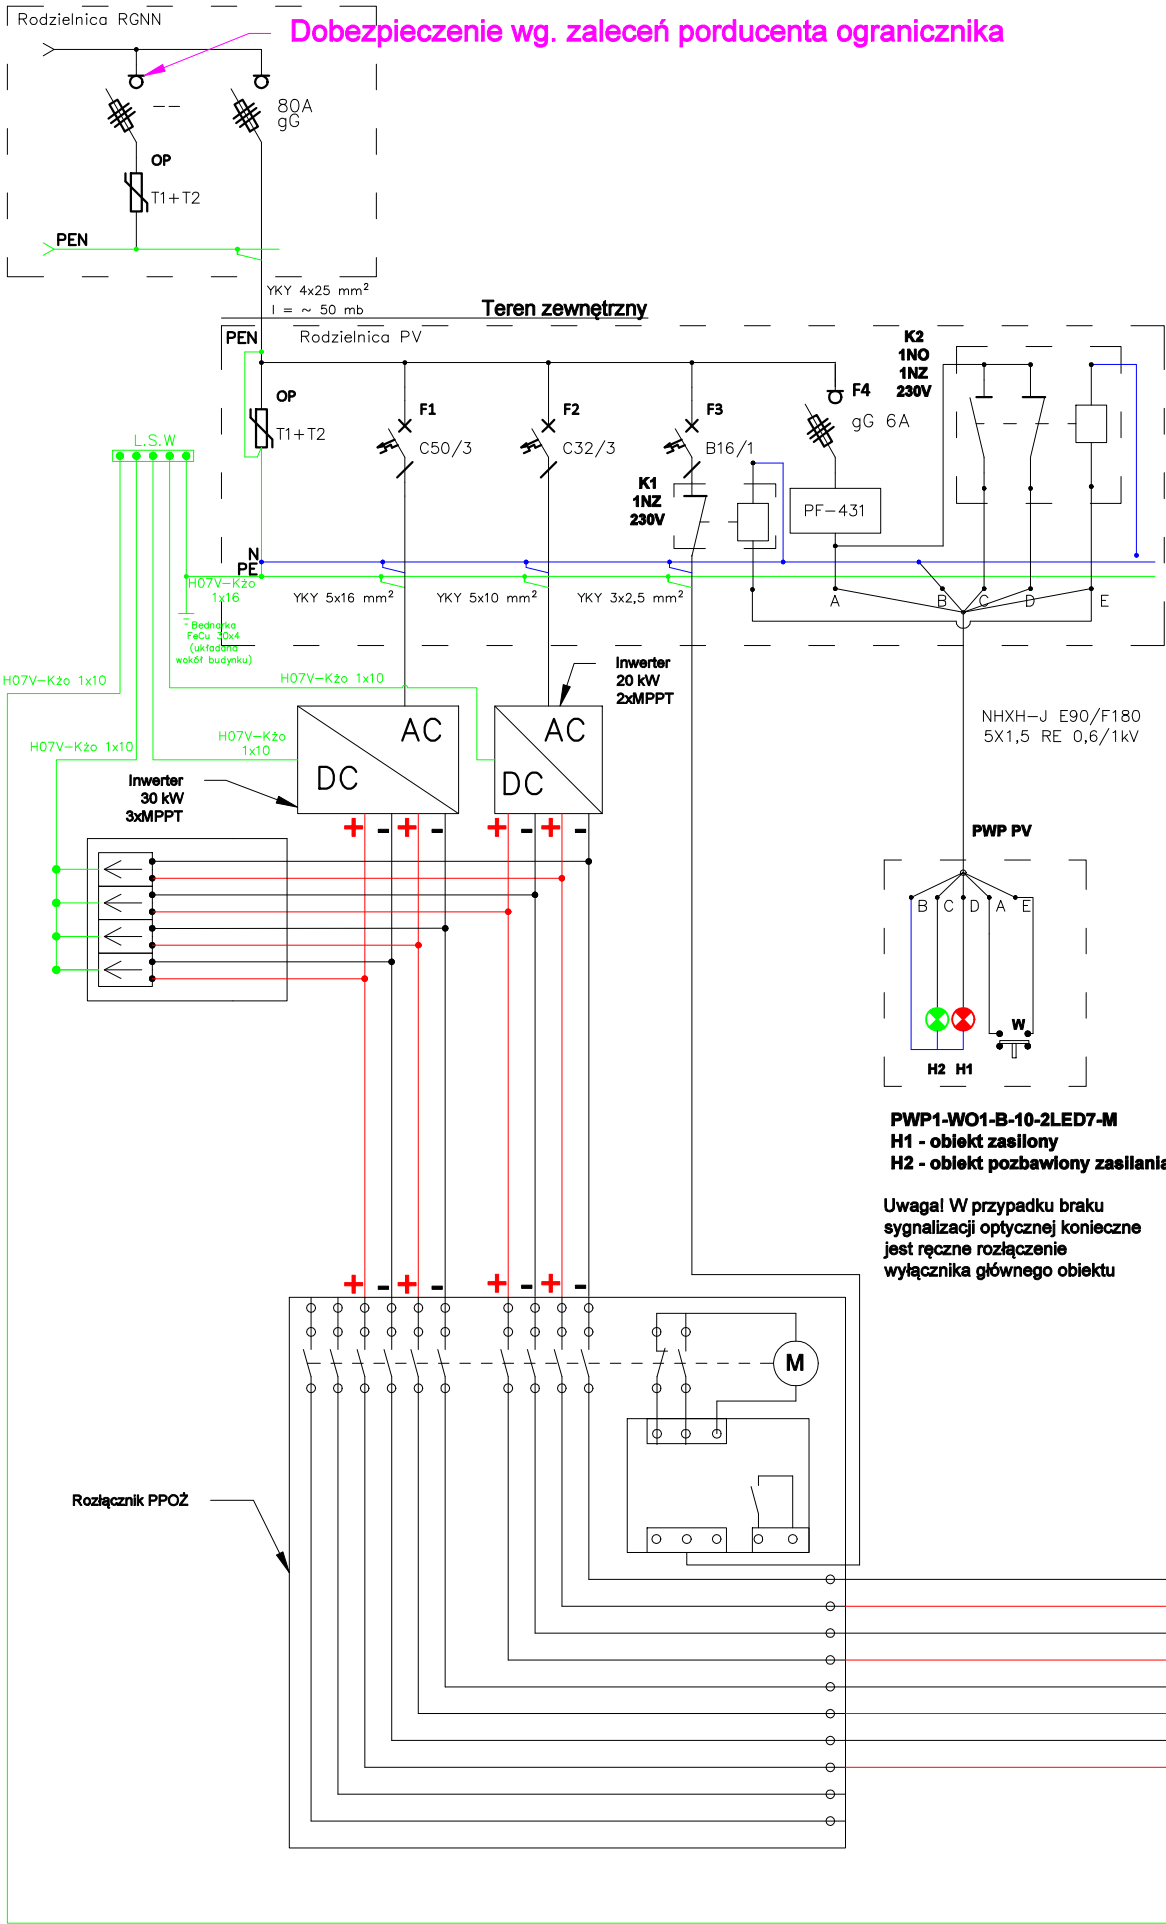 Rodzielnica RGNN
Dobezpieczenie wg. zaleceń porducenta ogranicznika
--
80A
gG
OP
T1+T2
PEN
YKY 4x25 mm²
l = ~ 50 mb
Teren zewnętrzny
PEN
Rodzielnica PV
K2
1NO
1NZ
230V
OP
T1+T2
F1
C50/3
F2
C32/3
F3
B16/1
F4
gG 6A
L.S.W
K1
1NZ
230V
PF-431
N
PE
H07V-Kżo
1x16
YKY 5x16 mm²
YKY 5x10 mm²
YKY 3x2,5 mm²
A
B
C
D
E
Bednarka
FeCu 30x4
(układana
wokół budynku)
H07V-Kżo 1x10
H07V-Kżo 1x10
Inwerter
20 kW
2xMPPT
NHXH-J E90/F180
5X1,5 RE 0,6/1kV
H07V-Kżo 1x10
H07V-Kżo
1x10
AC
DC
AC
DC
Inwerter
30 kW
3xMPPT
+ - + -
+ - + -
PWP PV
B C D A E
W
H2 H1
PWP1-WO1-B-10-2LED7-M
H1 - obiekt zasilony
H2 - obiekt pozbawiony zasilania
Uwaga! W przypadku braku
sygnalizacji optycznej konieczne
jest ręczne rozłączenie
wyłącznika głównego obiektu
+ - + -
+ - + -
M
Rozłącznik PPOŻ